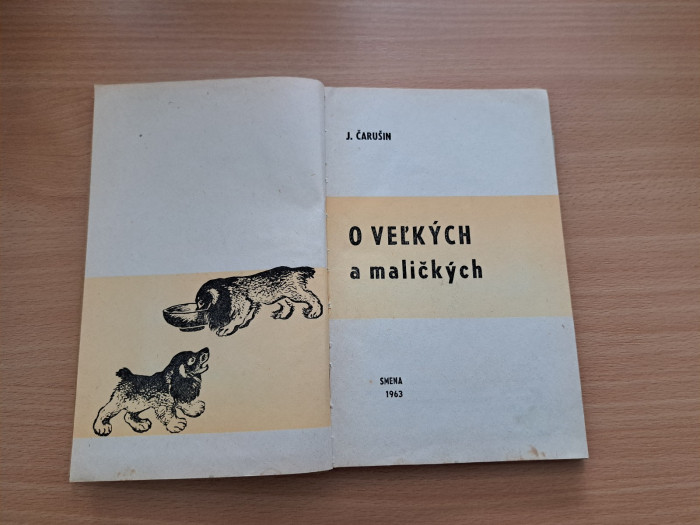 J. ČARUŠIN
O VEĽKÝCH
a maličkých
SMENA
1963